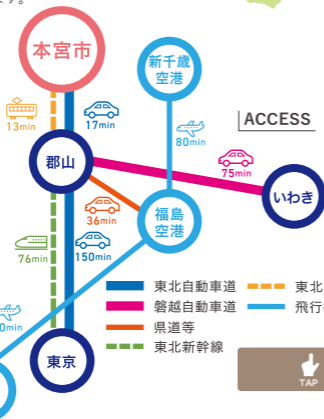 す。
本宮市
新千歳
空港
ACCESS
13min
17min
80min
郡山
75min
いわき
36min
福島
空港
76min
150min
東北自動車道
東北
磐越自動車道
飛行
県道等
東北新幹線
0min
東京
TAP